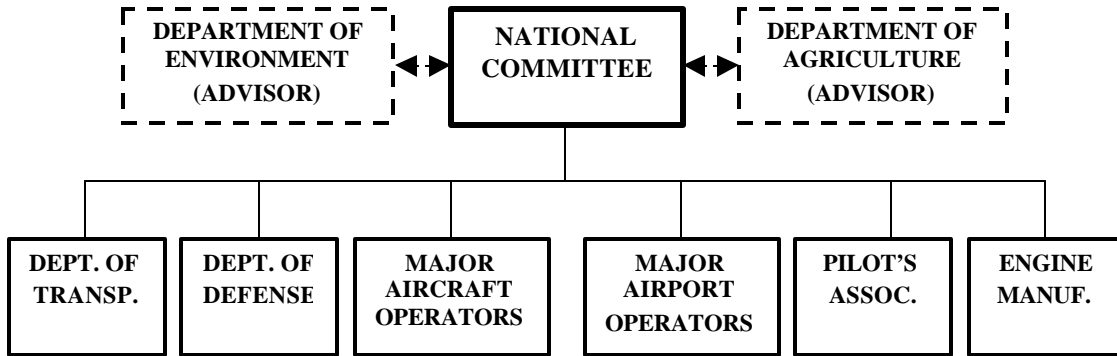 DEPARTMENT OF
ENVIRONMENT
(ADVISOR)
NATIONAL
COMMITTEE
DEPARTMENT OF
AGRICULTURE
(ADVISOR)
DEPT. OF
TRANSP.
DEPT. OF
DEFENSE
MAJOR
AIRCRAFT
OPERATORS
MAJOR
AIRPORT
OPERATORS
PILOT’S
ASSOC.
ENGINE
MANUF.